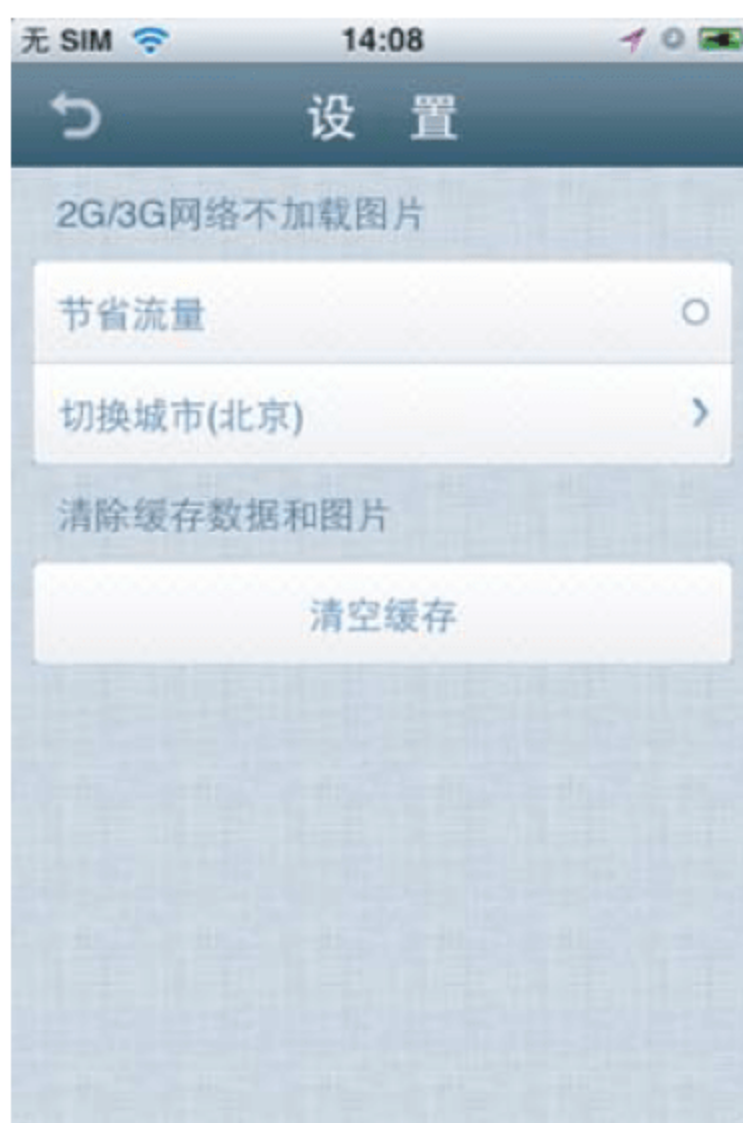 无 SIM 14:08
设 置
2G/3G网络不加载图片
节省流量
切换城市(北京)
清除缓存数据和图片
清空缓存